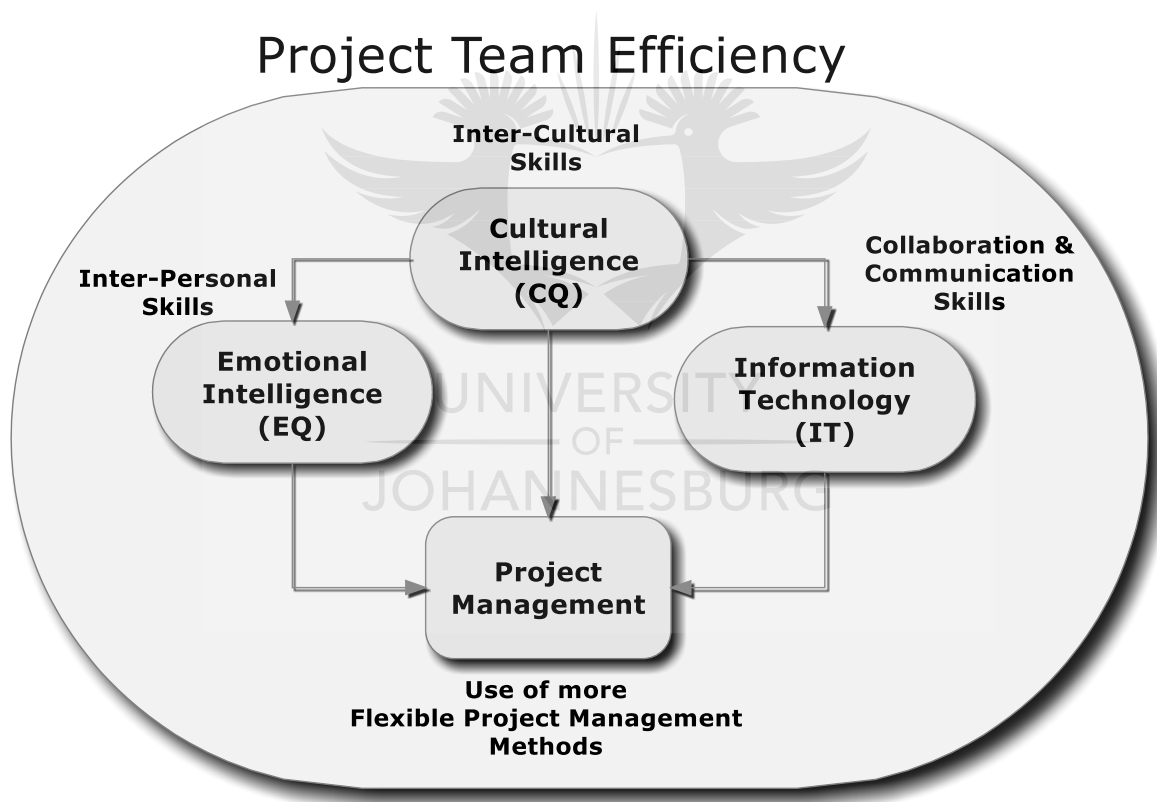 Project Team Efficiency
Inter-Cultural
Skills
Cultural
Intelligence
(CQ)
Collaboration &
Communication
Skills
Inter-Personal
Skills
Emotional
Intelligence
(EQ)
Information
Technology
(IT)
UNIVERSITY
OF
JOHANNESBURG
Project
Management
Use of more
Flexible Project Management
Methods